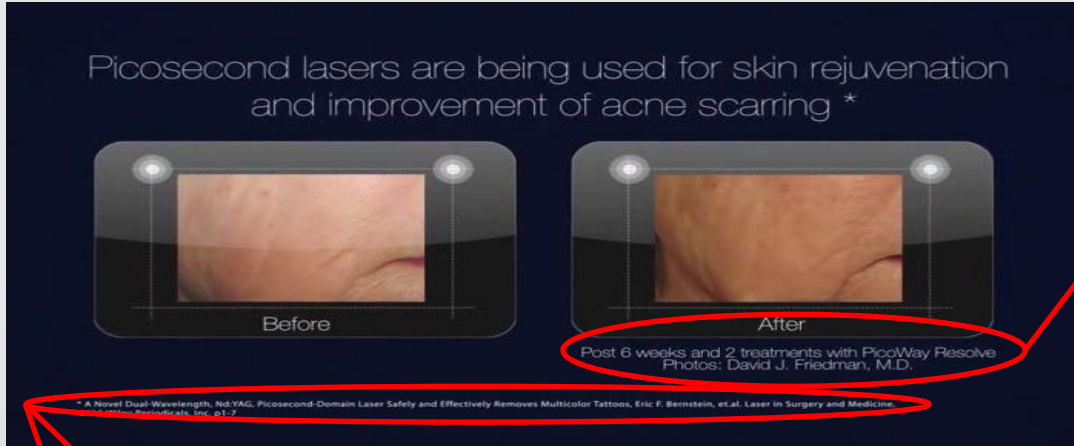 Picosecond lasers are being used for skin rejuvenation
and improvement of acne scarring *
Before
After
Post 6 weeks and 2 treatments with PicoWay Resolve
Photos: David J. Friedman, M.D.
* A Novel Dual-Wavelength, Nd:YAG, Picosecond-Domain Laser Safely and Effectively Removes Multicolor Tattoos, Eric F. Bernstein, et.al. Laser in Surgery and Medicine,
Wiley Periodicals, Inc. p1-7